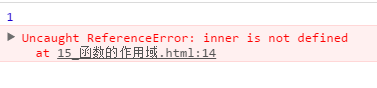 1
Uncaught ReferenceError: inner is not defined
at 15_函数的作用域.html:14